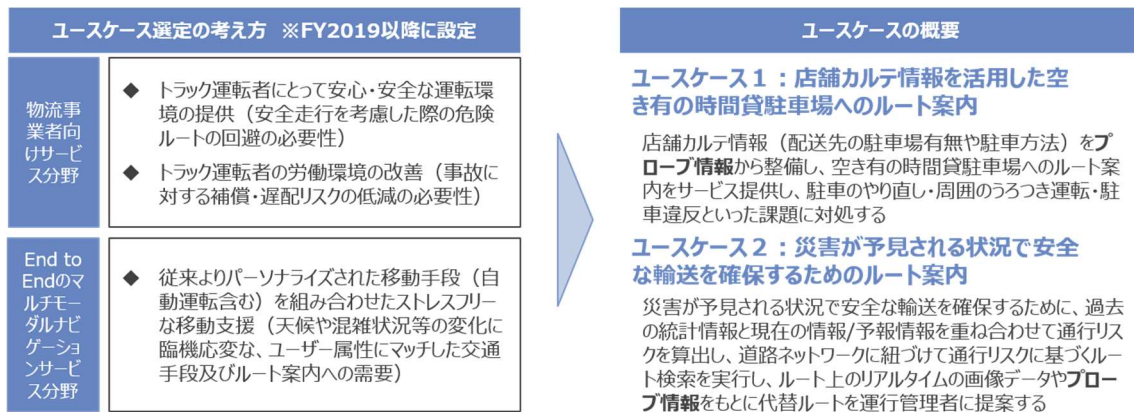 ユースケース選定の考え方 ※FY2019以降に設定
物流事
業者向
けサービ
ス分野
◆ トラック運転者にとって安心・安全な運転環
境の提供（安全走行を考慮した際の危険
ルートの回避の必要性）
◆ トラック運転者の労働環境の改善（事故に
対する補償・遅配リスクの低減の必要性）
End to
Endのマ
ルチモー
ダルナビ
ゲーショ
ンサービ
ス分野
◆ 従来よりパーソナライズされた移動手段（自
動運転含む）を組み合わせたストレスフリー
な移動支援（天候や混雑状況等の変化に
臨機応変な、ユーザー属性にマッチした交通
手段及びルート案内への需要）
ユースケースの概要
ユースケース１：店舗カルテ情報を活用した空
き有の時間貸駐車場へのルート案内
店舗カルテ情報（配送先の駐車場有無や駐車方法）をプ
ローブ情報から整備し、空き有の時間貸駐車場へのルート案
内をサービス提供し、駐車のやり直し・周囲のうろつき運転・駐
車違反といった課題に対処する
ユースケース２：災害が予見される状況で安全
な輸送を確保するためのルート案内
災害が予見される状況で安全な輸送を確保するために、過去
の統計情報と現在の情報/予報情報を重ね合わせて通行リス
クを算出し、道路ネットワークに紐づけて通行リスクに基づくルー
ト検索を実行し、ルート上のリアルタイムの画像データやプロー
ブ情報をもとに代替ルートを運行管理者に提案する